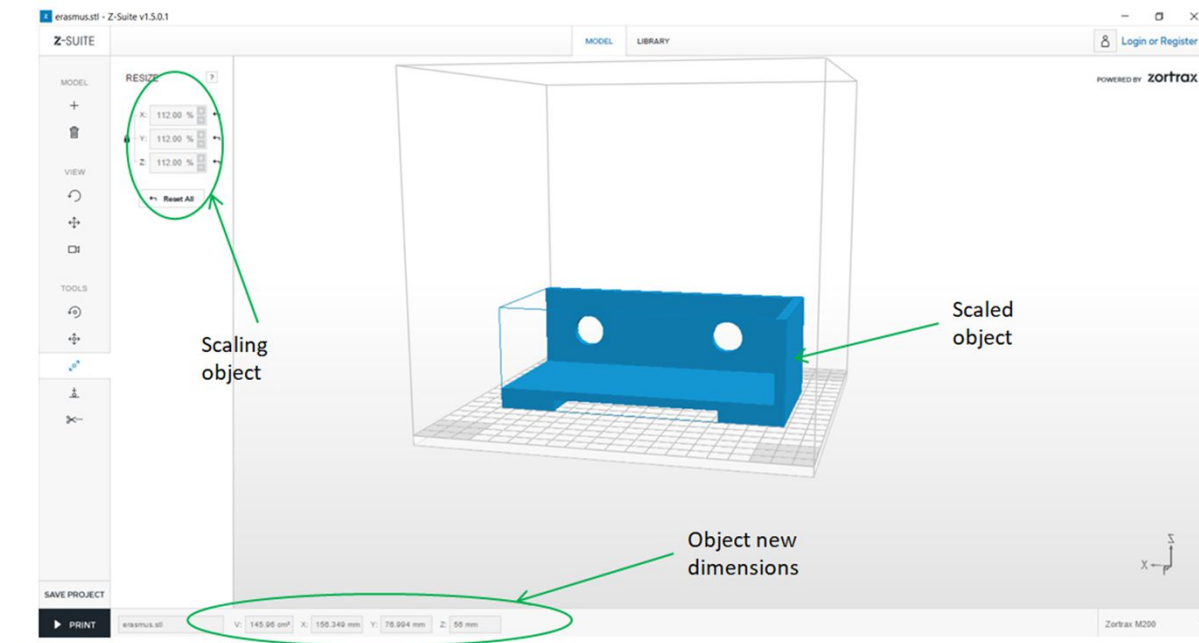 erasmus.stl - Z-Suite v1.5.0.1
Z-SUITE
MODEL
LIBRARY
Login or Register
POWERED BY zortrax
MODEL
RESIZE
?
X: 112.00 %
Y: 112.00 %
Z: 112.00 %
Reset All
VIEW
TOOLS
Scaling
object
Scaled
object
Object new
dimensions
Z
X
SAVE PROJECT
PRINT
erasmus.stl
V: 145.96 cm³ X: 156.349 mm Y: 76.994 mm Z: 56 mm
Zortrax M200